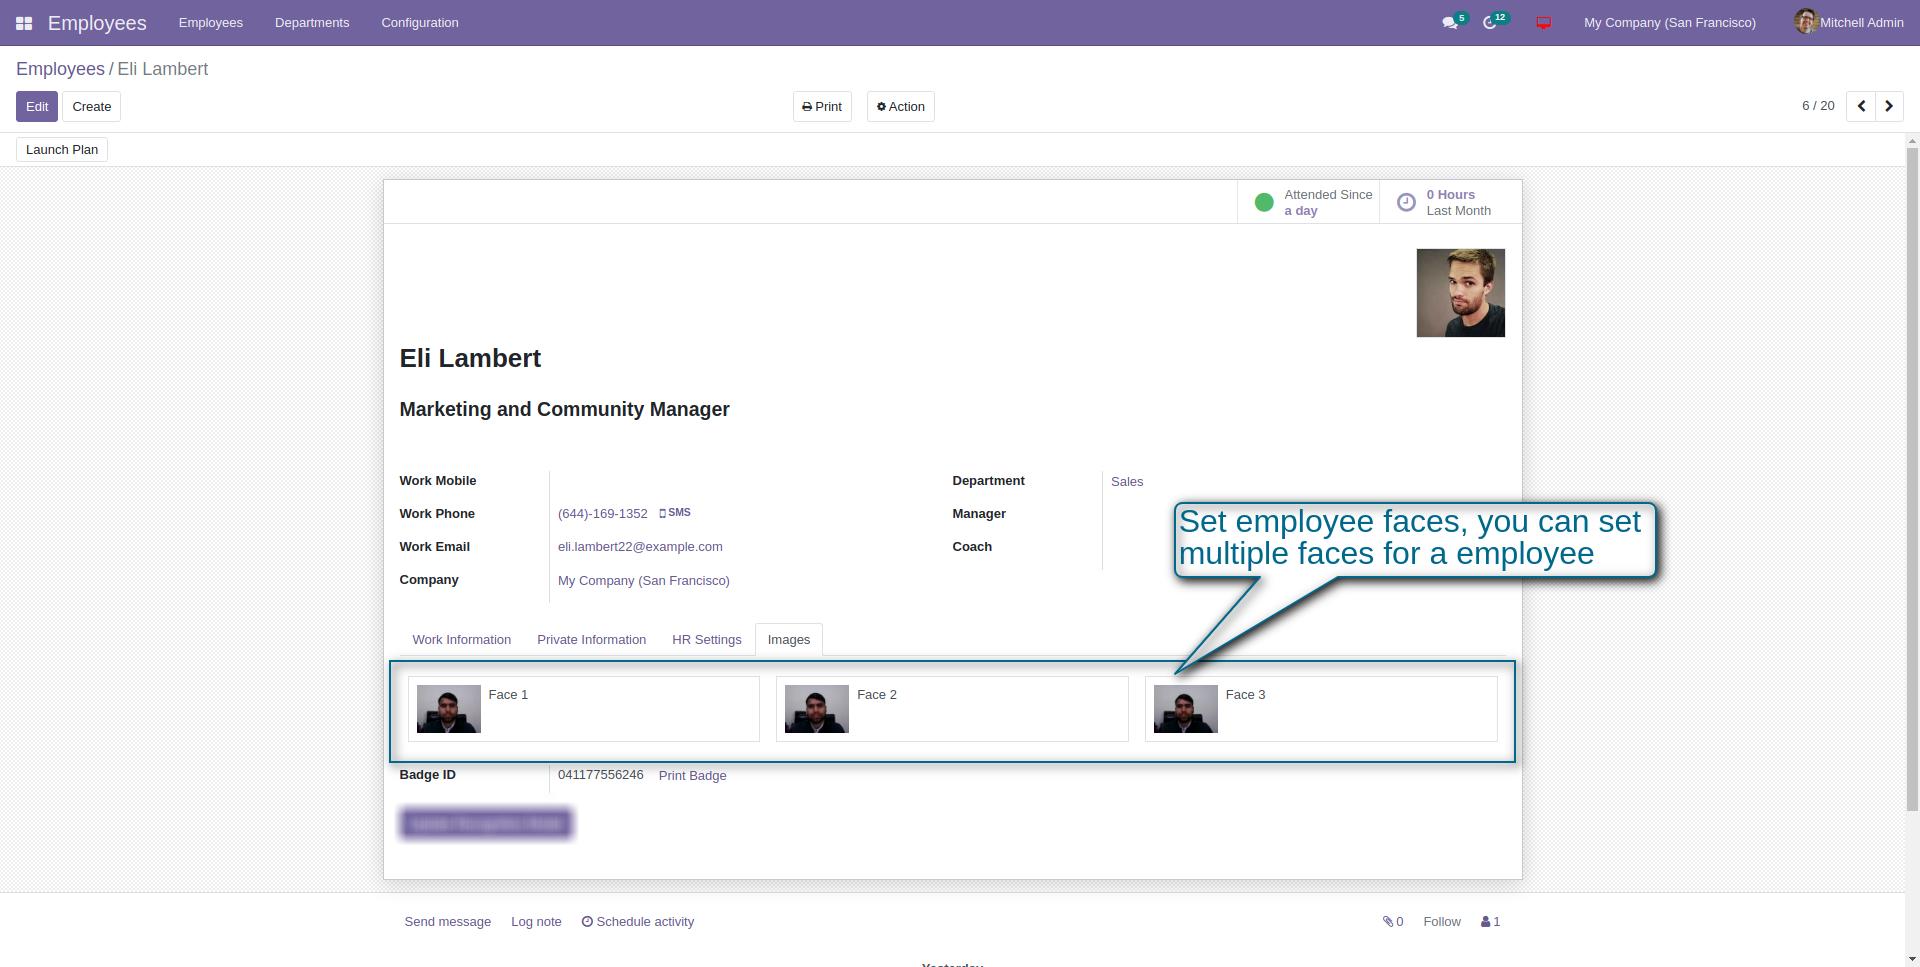 Employees Employees Departments Configuration 5 12 My Company (San Francisco) Mitchell Admin
Employees / Eli Lambert
Edit Create Print Action 6 / 20
Launch Plan
Attended Since 0 Hours
a day Last Month
Eli Lambert
Marketing and Community Manager
Work Mobile Department Sales
Work Phone (644)-169-1352 SMS Manager
Work Email eli.lambert22@example.com Coach
Company My Company (San Francisco)
Set employee faces, you can set
multiple faces for a employee
Work Information Private Information HR Settings Images
Face 1 Face 2 Face 3
Badge ID 041177556246 Print Badge
Send message Log note Schedule activity 0 Follow 1